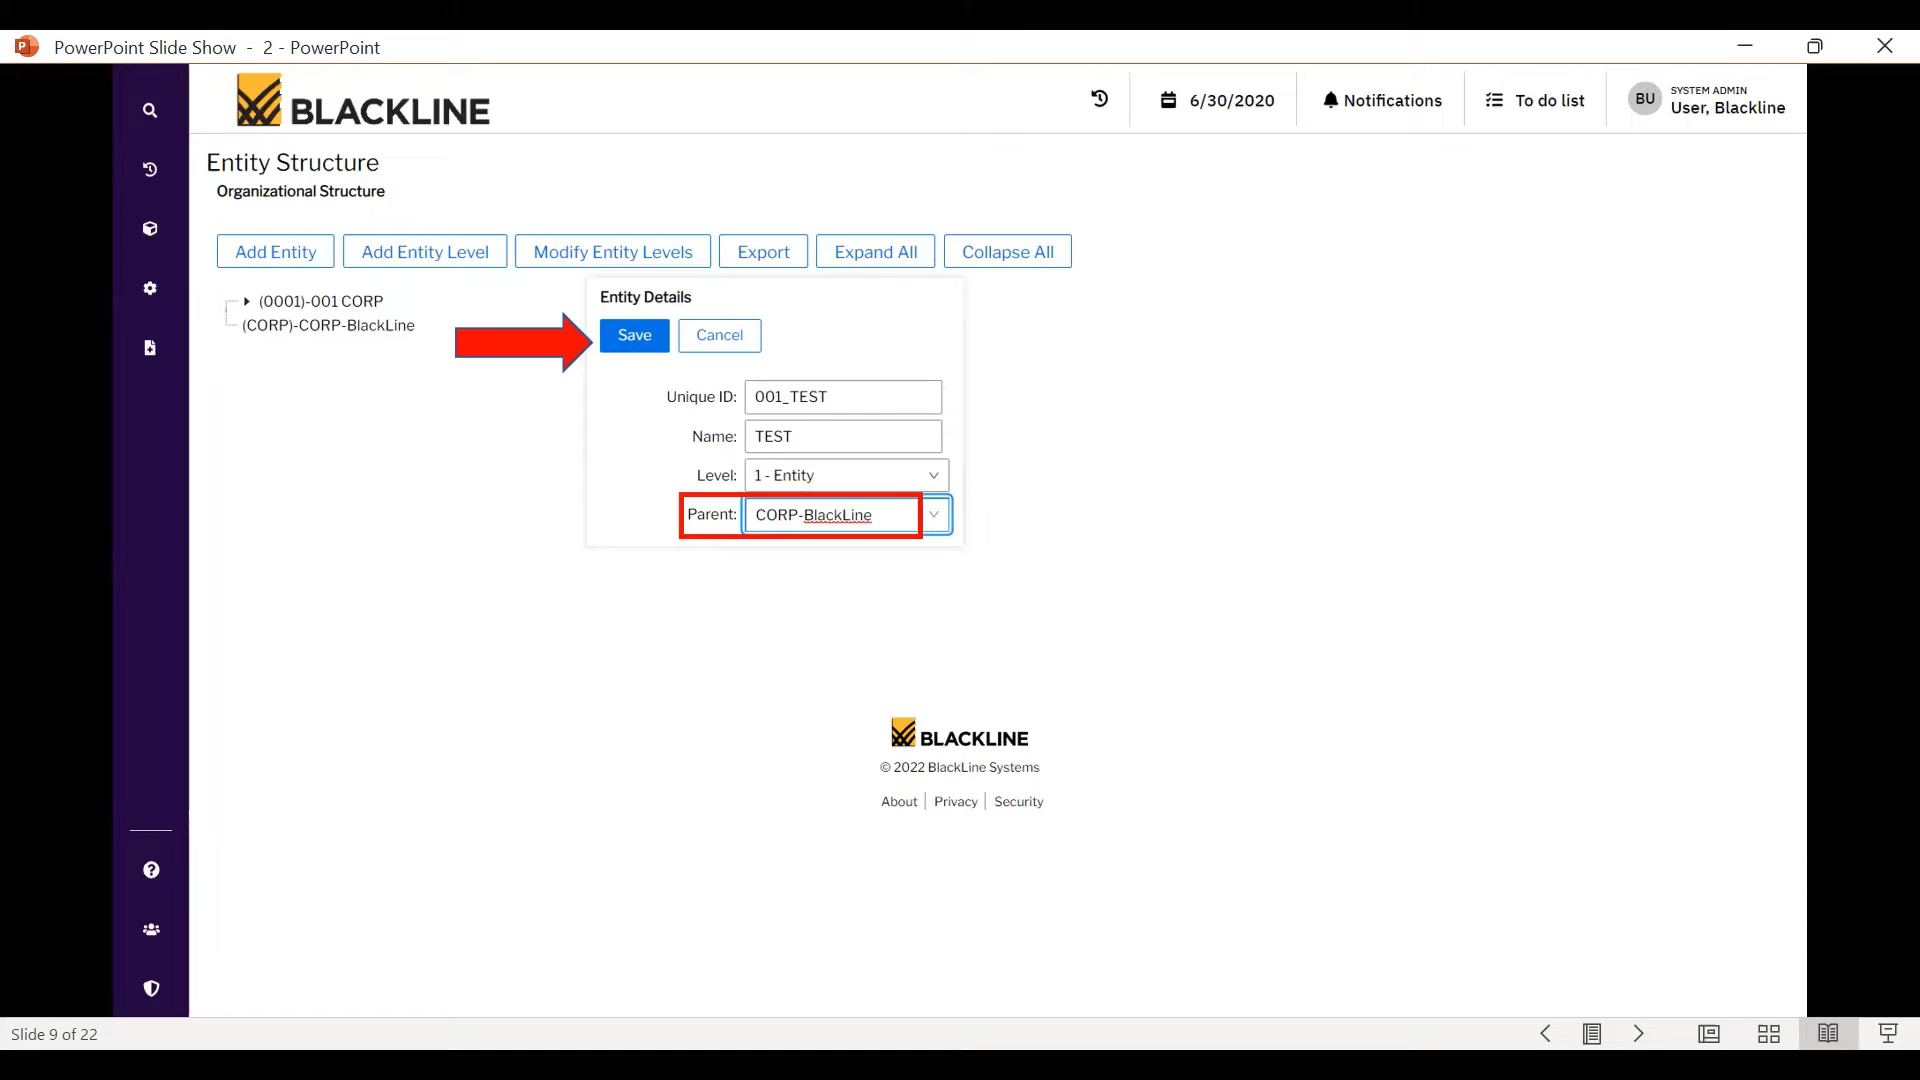 PowerPoint Slide Show - 2 - PowerPoint
BLACKLINE
6/30/2020
Notifications
To do list
BU
SYSTEM ADMIN
User, Blackline
Entity Structure
Organizational Structure
Add Entity
Add Entity Level
Modify Entity Levels
Export
Expand All
Collapse All
(0001)-001 CORP
(CORP)-CORP-BlackLine
Entity Details
Save
Cancel
Unique ID: 001_TEST
Name: TEST
Level: 1 - Entity
Parent: CORP-BlackLine
BLACKLINE
© 2022 BlackLine Systems
About | Privacy | Security
Slide 9 of 22